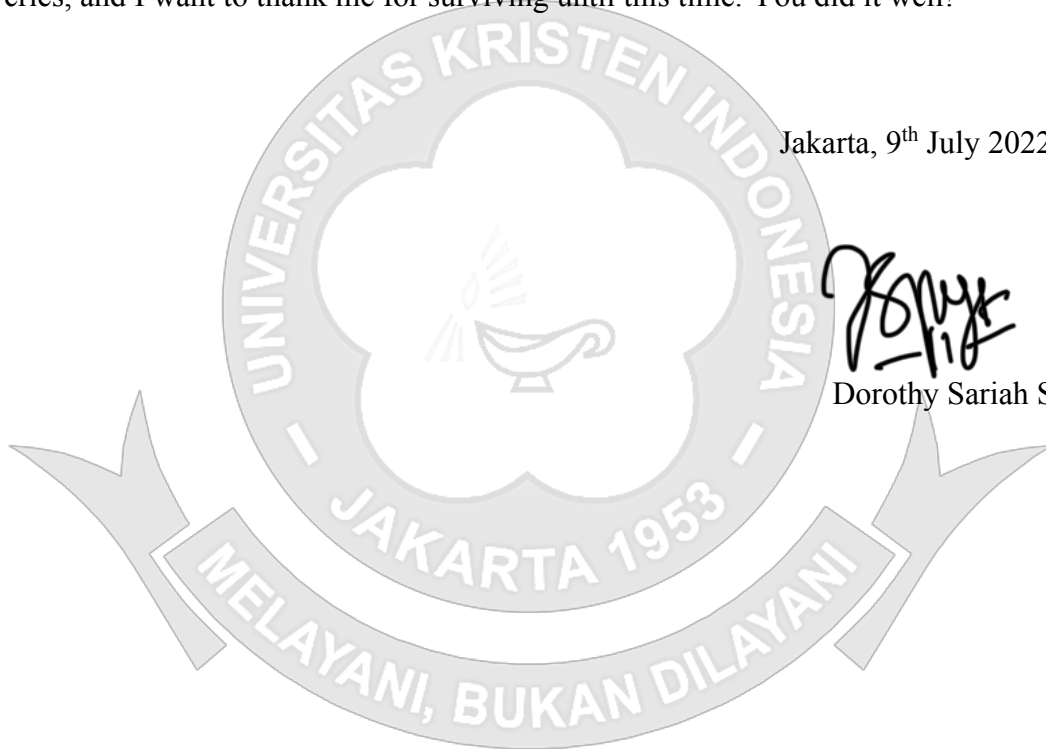 eries, and I want to thank me for surviving until this time. You did it well!
Jakarta, 9th July 2022
Dorothy Sariah S
UNIVERSITAS KRISTEN INDONESIA
JAKARTA 1953
MELAYANI, BUKAN DILAYANI